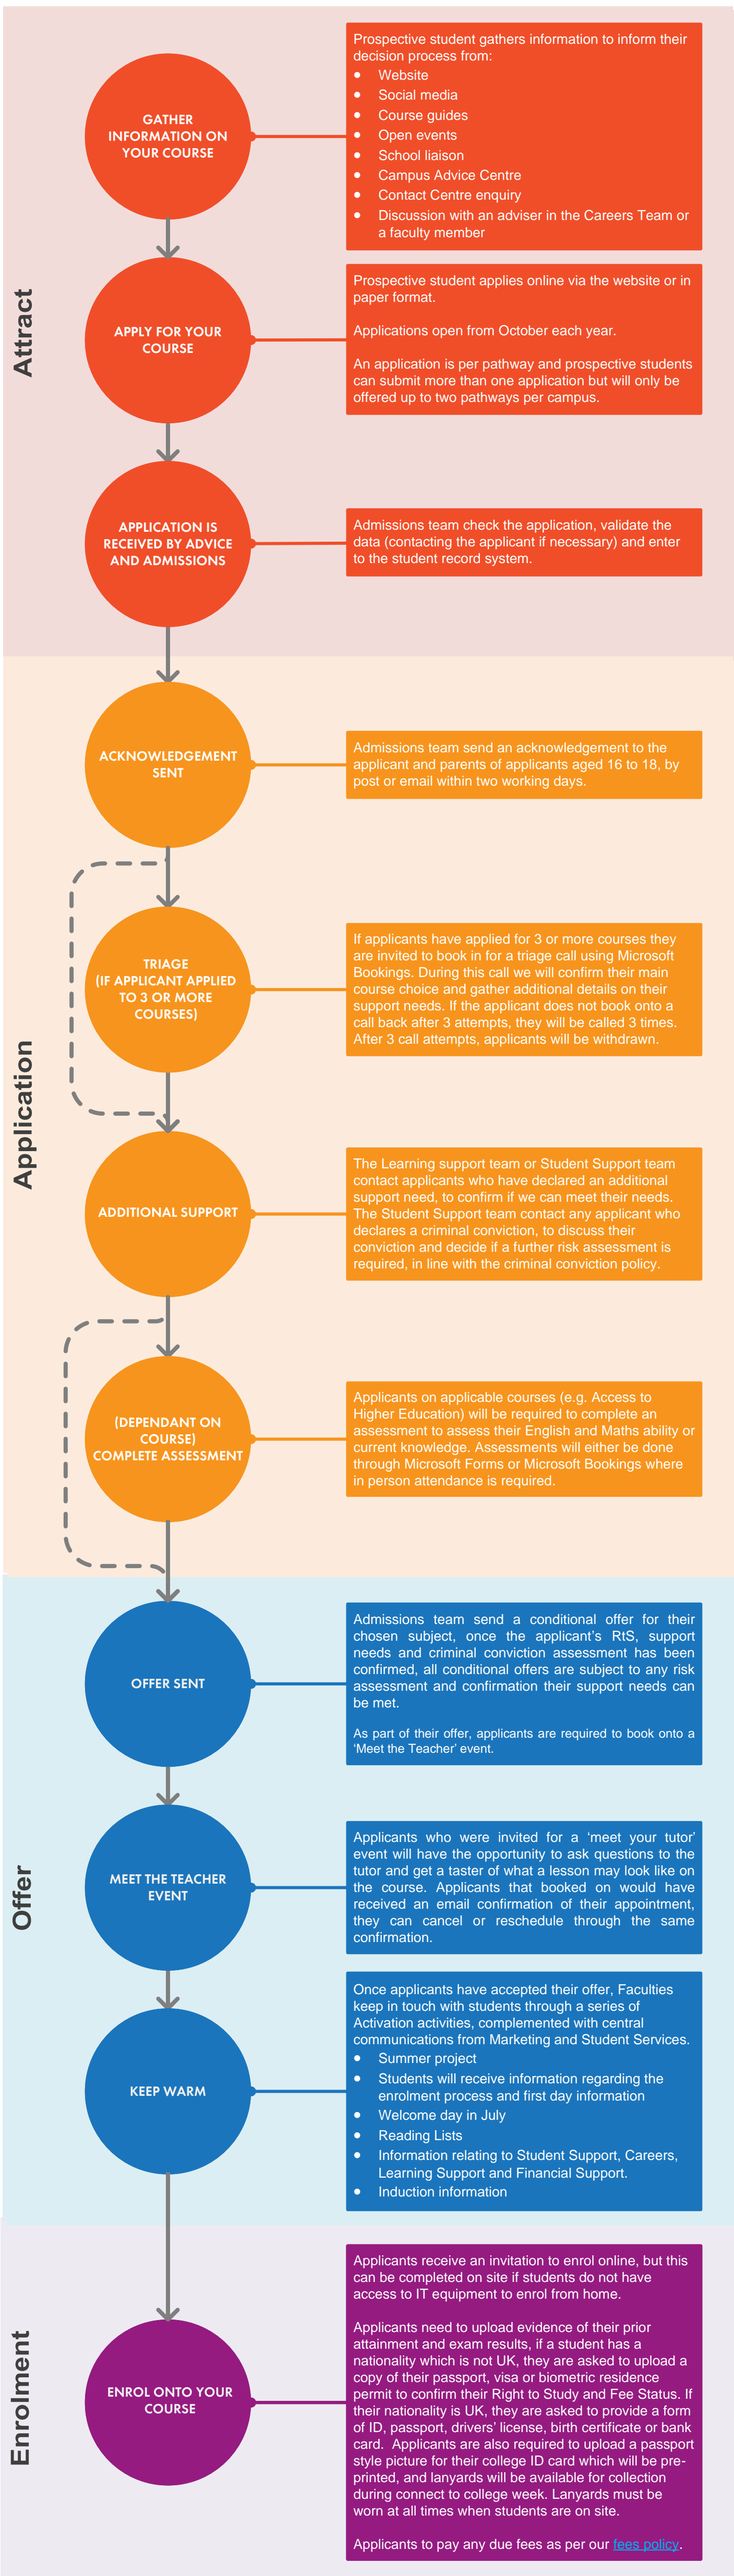 Attract
GATHER
INFORMATION ON
YOUR COURSE
Prospective student gathers information to inform their
decision process from:
● Website
● Social media
● Course guides
● Open events
● School liaison
● Campus Advice Centre
● Contact Centre enquiry
● Discussion with an adviser in the Careers Team or
a faculty member
APPLY FOR YOUR
COURSE
Prospective student applies online via the website or in
paper format.
Applications open from October each year.
An application is per pathway and prospective students
can submit more than one application but will only be
offered up to two pathways per campus.
APPLICATION IS
RECEIVED BY ADVICE
AND ADMISSIONS
Admissions team check the application, validate the
data (contacting the applicant if necessary) and enter
to the student record system.
Application
ACKNOWLEDGEMENT
SENT
Admissions team send an acknowledgement to the
applicant and parents of applicants aged 16 to 18, by
post or email within two working days.
TRIAGE
(IF APPLICANT APPLIED
TO 3 OR MORE
COURSES)
If applicants have applied for 3 or more courses they
are invited to book in for a triage call using Microsoft
Bookings. During this call we will confirm their main
course choice and gather additional details on their
support needs. If the applicant does not book onto a
call back after 3 attempts, they will be called 3 times.
After 3 call attempts, applicants will be withdrawn.
ADDITIONAL SUPPORT
The Learning support team or Student Support team
contact applicants who have declared an additional
support need, to confirm if we can meet their needs.
The Student Support team contact any applicant who
declares a criminal conviction, to discuss their
conviction and decide if a further risk assessment is
required, in line with the criminal conviction policy.
(DEPENDANT ON
COURSE)
COMPLETE ASSESSMENT
Applicants on applicable courses (e.g. Access to
Higher Education) will be required to complete an
assessment to assess their English and Maths ability or
current knowledge. Assessments will either be done
through Microsoft Forms or Microsoft Bookings where
in person attendance is required.
Offer
OFFER SENT
Admissions team send a conditional offer for their
chosen subject, once the applicant's RtS, support
needs and criminal conviction assessment has been
confirmed, all conditional offers are subject to any risk
assessment and confirmation their support needs can
be met.
As part of their offer, applicants are required to book onto a
‘Meet the Teacher’ event.
MEET THE TEACHER
EVENT
Applicants who were invited for a ‘meet your tutor’
event will have the opportunity to ask questions to the
tutor and get a taster of what a lesson may look like on
the course. Applicants that booked on would have
received an email confirmation of their appointment,
they can cancel or reschedule through the same
confirmation.
KEEP WARM
Once applicants have accepted their offer, Faculties
keep in touch with students through a series of
Activation activities, complemented with central
communications from Marketing and Student Services.
● Summer project
● Students will receive information regarding the
enrolment process and first day information
● Welcome day in July
● Reading Lists
● Information relating to Student Support, Careers,
Learning Support and Financial Support.
● Induction information
Enrolment
ENROL ONTO YOUR
COURSE
Applicants receive an invitation to enrol online, but this
can be completed on site if students do not have
access to IT equipment to enrol from home.
Applicants need to upload evidence of their prior
attainment and exam results, if a student has a
nationality which is not UK, they are asked to upload a
copy of their passport, visa or biometric residence
permit to confirm their Right to Study and Fee Status. If
their nationality is UK, they are asked to provide a form
of ID, passport, drivers’ license, birth certificate or bank
card. Applicants are also required to upload a passport
style picture for their college ID card which will be pre-
printed, and lanyards will be available for collection
during connect to college week. Lanyards must be
worn at all times when students are on site.
Applicants to pay any due fees as per our fees policy.